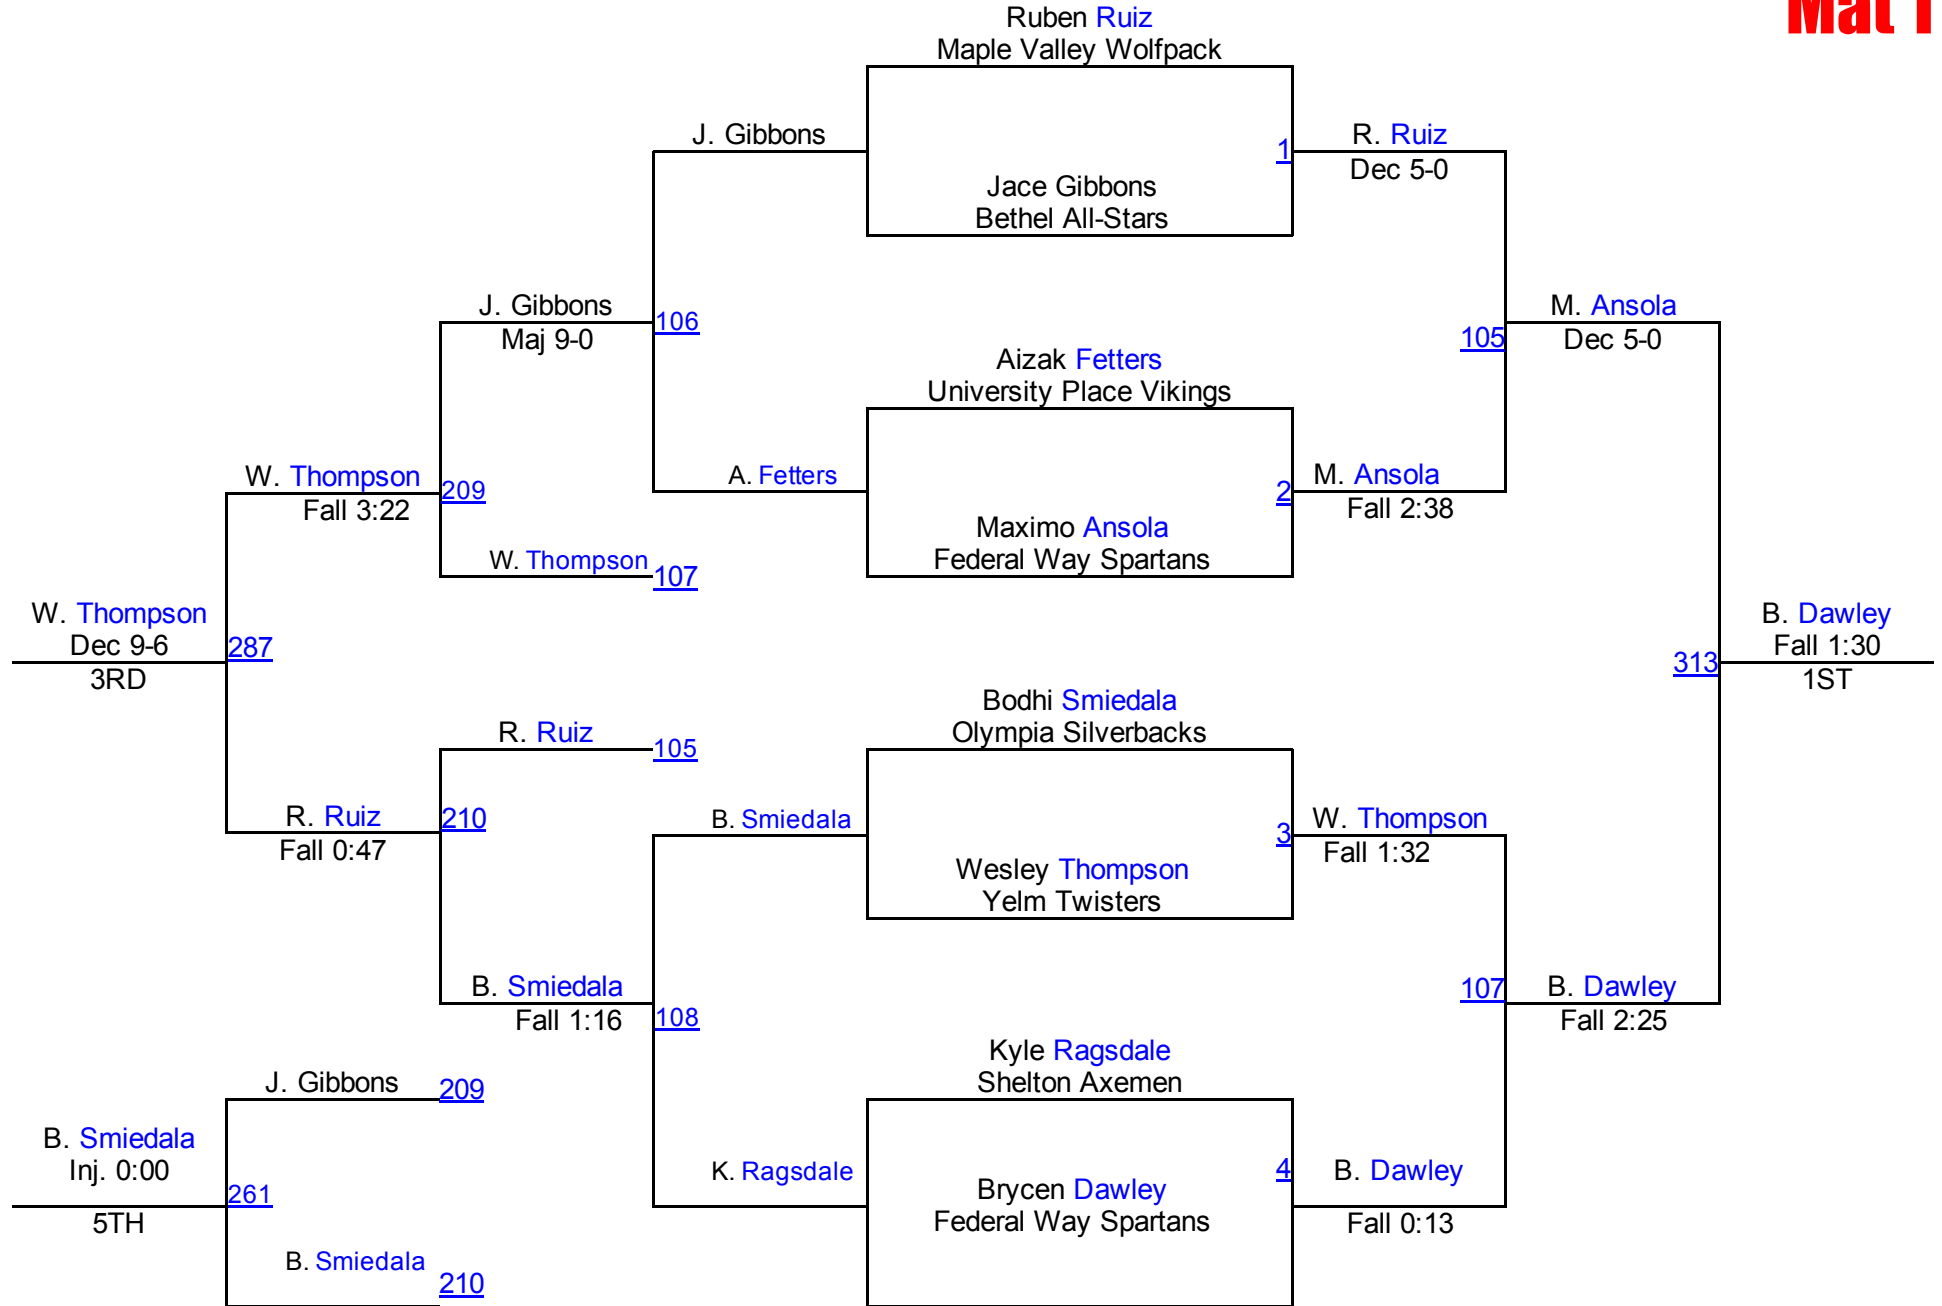 Mat 1
Ruben Ruiz
Maple Valley Wolfpack
J. Gibbons
1
R. Ruiz
Dec 5-0
Jace Gibbons
Bethel All-Stars
J. Gibbons
Maj 9-0
106
M. Ansola
Dec 5-0
105
Aizak Fetters
University Place Vikings
W. Thompson
Fall 3:22
209
A. Fetters
2
M. Ansola
Fall 2:38
Maximo Ansola
Federal Way Spartans
W. Thompson
107
W. Thompson
Dec 9-6
3RD
287
B. Dawley
Fall 1:30
1ST
313
Bodhi Smiedala
Olympia Silverbacks
R. Ruiz
105
R. Ruiz
Fall 0:47
210
B. Smiedala
3
W. Thompson
Fall 1:32
Wesley Thompson
Yelm Twisters
B. Smiedala
Fall 1:16
108
107
B. Dawley
Fall 2:25
Kyle Ragsdale
Shelton Axemen
J. Gibbons
209
B. Smiedala
Inj. 0:00
5TH
261
K. Ragsdale
4
B. Dawley
Fall 0:13
Brycen Dawley
Federal Way Spartans
B. Smiedala
210